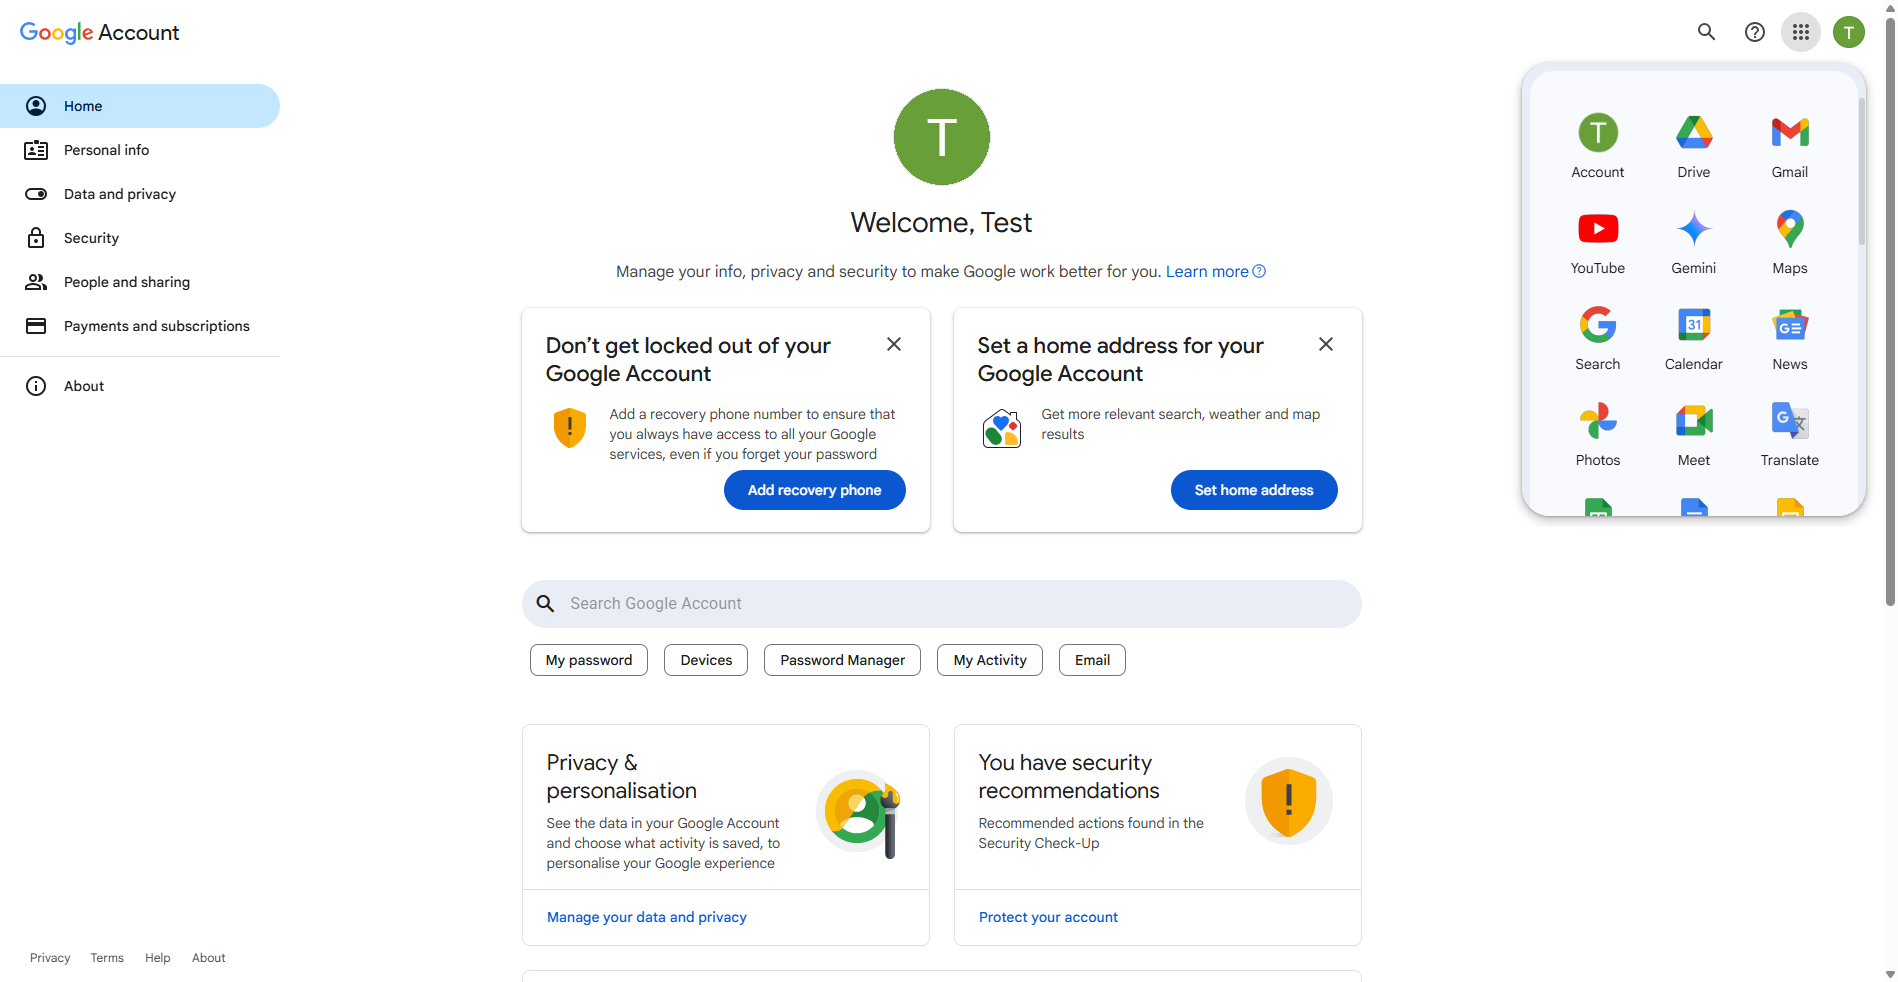 Google Account
T
Home
Personal info
Data and privacy
Security
People and sharing
Payments and subscriptions
About
T
Welcome, Test
Manage your info, privacy and security to make Google work better for you. Learn more
Don’t get locked out of your
Google Account
Add a recovery phone number to ensure that
you always have access to all your Google
services, even if you forget your password
Add recovery phone
Set a home address for your
Google Account
Get more relevant search, weather and map
results
Set home address
Search Google Account
My password
Devices
Password Manager
My Activity
Email
Privacy &
personalisation
See the data in your Google Account
and choose what activity is saved, to
personalise your Google experience
Manage your data and privacy
You have security
recommendations
Recommended actions found in the
Security Check-Up
Protect your account
T
Account
Drive
Gmail
YouTube
Gemini
Maps
Search
31
Calendar
GE
News
Photos
Meet
G 文
Translate
Privacy
Terms
Help
About